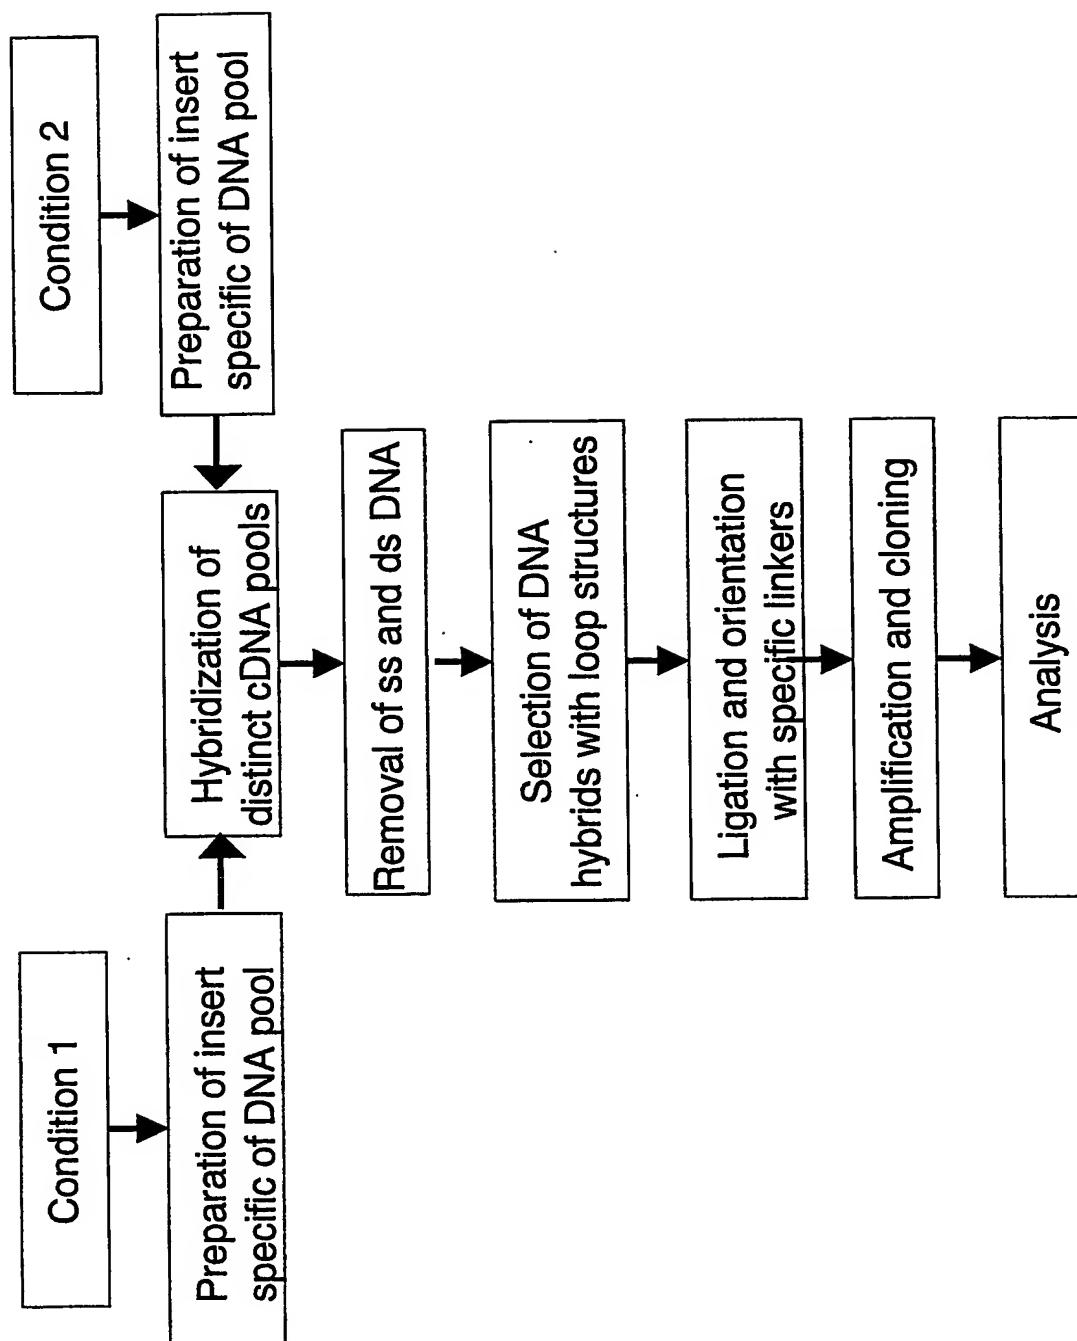 Condition 1
Preparation of insert
specific of DNA pool
Condition 2
Preparation of insert
specific of DNA pool
Hybridization of
distinct cDNA pools
Removal of ss and ds DNA
Selection of DNA
hybrids with loop structures
Ligation and orientation
with specific linkers
Amplification and cloning
Analysis